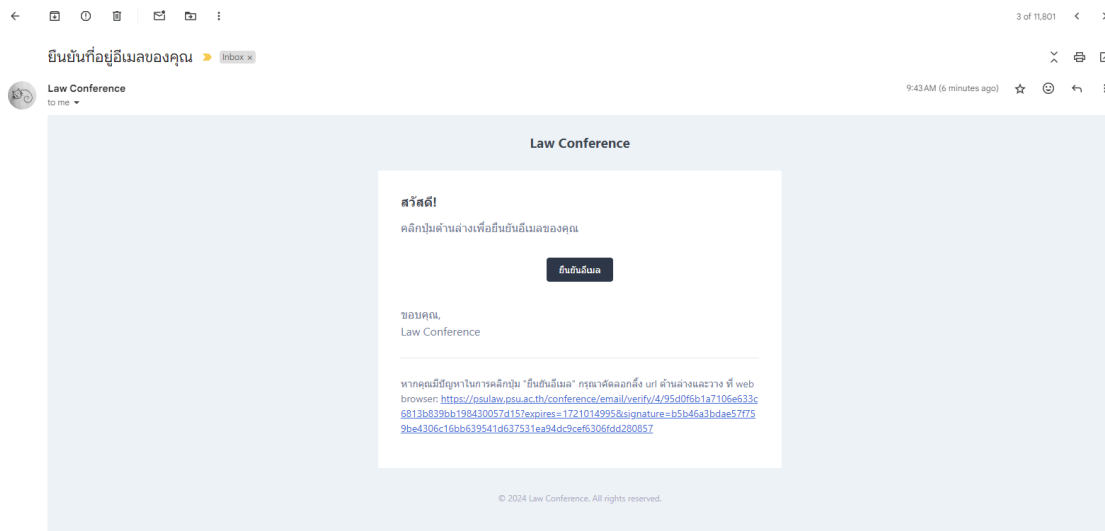 3 of 11,801
ยืนยันที่อยู่อีเมลของคุณ
Inbox ×
Law Conference
9:43 AM (6 minutes ago)
to me
Law Conference
สวัสดี!
คลิกปุ่มด้านล่างเพื่อยืนยันอีเมลของคุณ
ยืนยันอีเมล
ขอบคุณ,
Law Conference
หากคุณมีปัญหาในการคลิกปุ่ม "ยืนยันอีเมล" กรุณาคัดลอกลิ้ง url ด้านล่างและวาง ที่ web
browser: https://psulaw.psu.ac.th/conference/email/verify/4/95d0f6b1a7106e633c
6813b839bb198430057d15?expires=1721014995&signature=b5b46a3bdae57f75
9be4306c16bb639541d637531ea94dc9cef6306fdd280857
© 2024 Law Conference. All rights reserved.